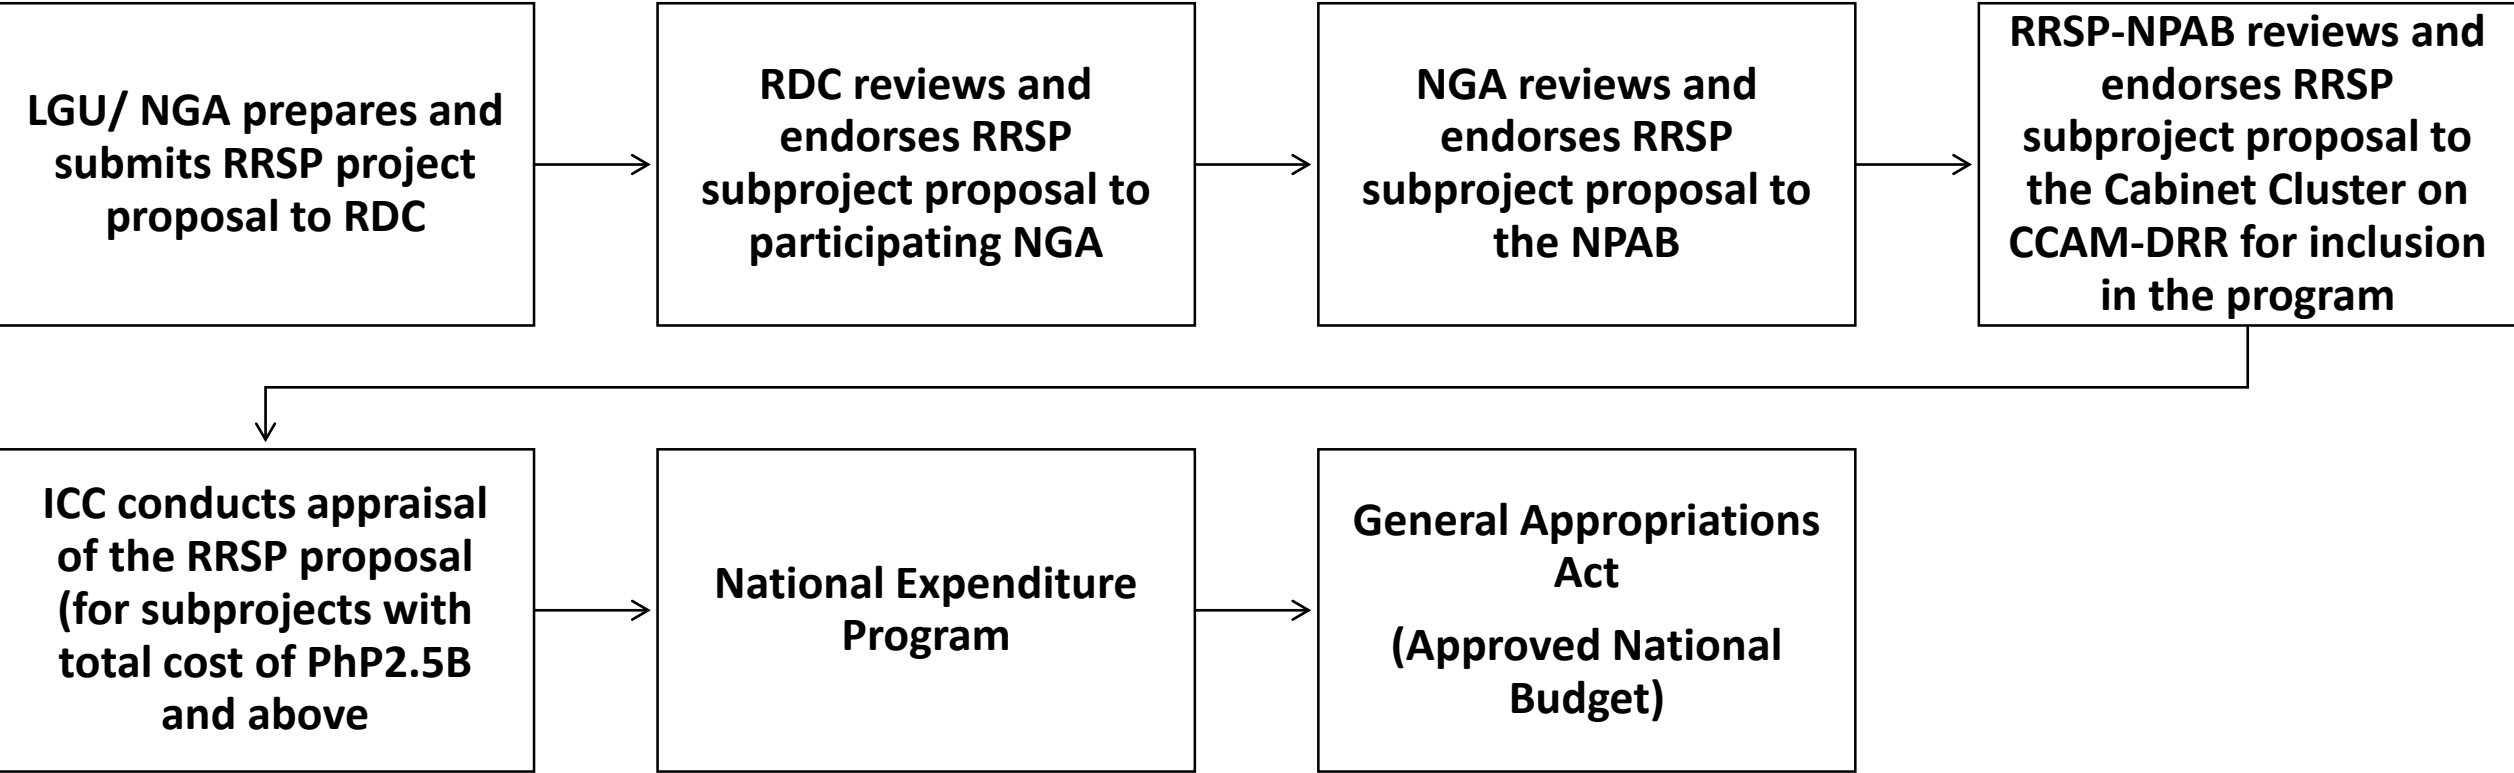 LGU/ NGA prepares and
submits RRSP project
proposal to RDC
RDC reviews and
endorses RRSP
subproject proposal to
participating NGA
NGA reviews and
endorses RRSP
subproject proposal to
the NPAB
RRSP-NPAB reviews and
endorses RRSP
subproject proposal to
the Cabinet Cluster on
CCAM-DRR for inclusion
in the program
ICC conducts appraisal
of the RRSP proposal
(for subprojects with
total cost of PhP2.5B
and above
National Expenditure
Program
General Appropriations
Act
(Approved National
Budget)